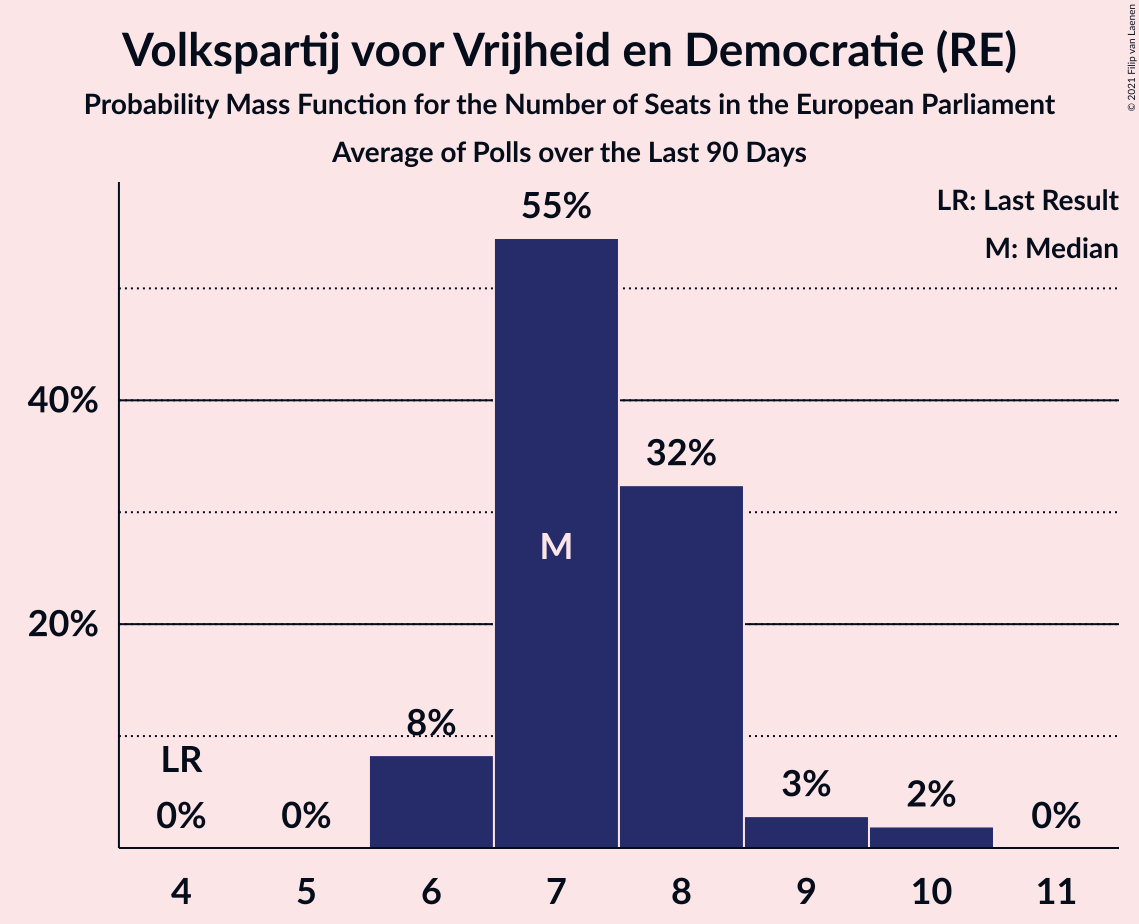 Volkspartij voor Vrijheid en Democratie (RE)
Probability Mass Function for the Number of Seats in the European Parliament
Average of Polls over the Last 90 Days
© 2021 Filip van Laenen
LR: Last Result
M: Median
55%
40%
32%
M
20%
8%
LR
3%
2%
0%
0%
0%
4 5 6 7 8 9 10 11